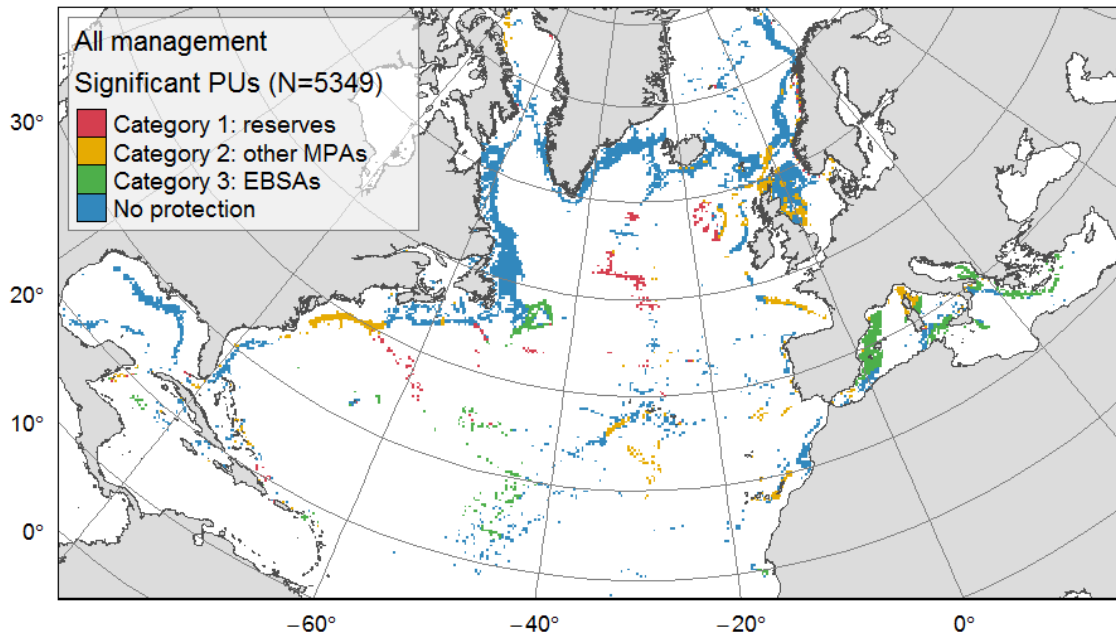 All management
Significant PUs (N=5349)
Category 1: reserves
Category 2: other MPAs
Category 3: EBSAs
No protection
30°
20°
10°
0°
−60°
−40°
−20°
0°